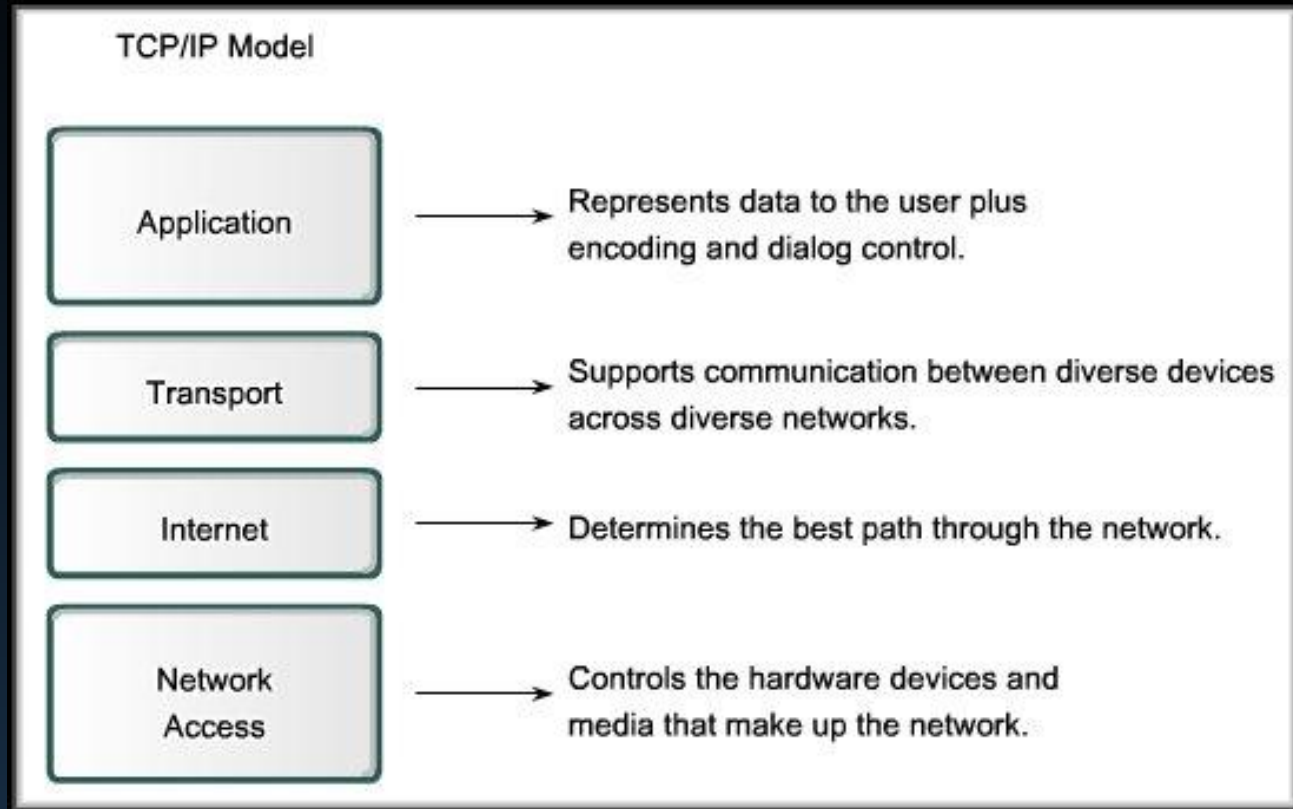 TCP/IP Model
Application
Represents data to the user plus
encoding and dialog control.
Transport
Supports communication between diverse devices
across diverse networks.
Internet
Determines the best path through the network.
Network
Access
Controls the hardware devices and
media that make up the network.